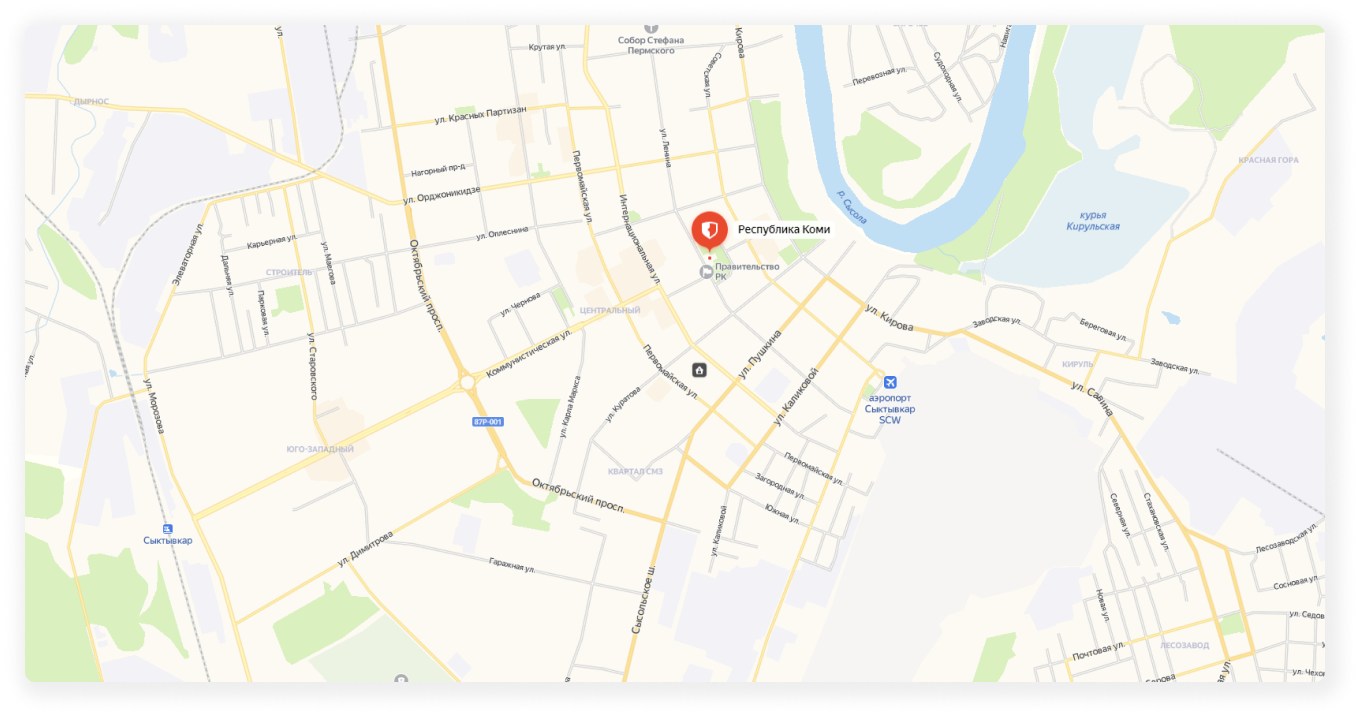 Собор Стефана
Пермского
Крутая ул.
Кирова
Советская ул.
Перевозная ул.
Судоходная ул.
ДЫРНОС
ул. Красных Партизан
ул. Ленина
КРАСНАЯ ГОРА
Нагорный пр-д
ул. Орджоникидзе
Первомайская ул.
Интернациональная ул.
р. Сысола
курья
Кирульская
Республика Коми
Правительство
РК
Элеваторная ул.
Карьерная ул.
Дальняя ул.
СТРОИТЕЛЬ
Парковая ул.
Октябрьский просп.
ул. Оплеснина
ул. Чернова
ЦЕНТРАЛЬНЫЙ
ул. Кирова
Заводская ул.
Береговая ул.
КИРУЛЬ
Заводская ул.
ул. Савина
ул. Старовского
Коммунистическая ул.
Первомайская ул.
ул. Пушкина
ул. Каликовой
аэропорт
Сыктывкар
SCW
ул. Морозова
ул. Карла Маркса
ул. Куратова
87Р-001
ЮГО-ЗАПАДНЫЙ
КВАРТАЛ СМЗ
Первомайская ул.
Загородная ул.
Южная ул.
Октябрьский просп.
ул. Каликовой
Северная ул.
Стахановская ул.
Сыктывкар
ул. Димитрова
Гаражная ул.
Сысольское ш.
Лесозаводская ул.
Сосновая ул.
Новая ул.
ул. Седов
Почтовая ул.
ЛЕСОЗАВОД
ул. Чехо